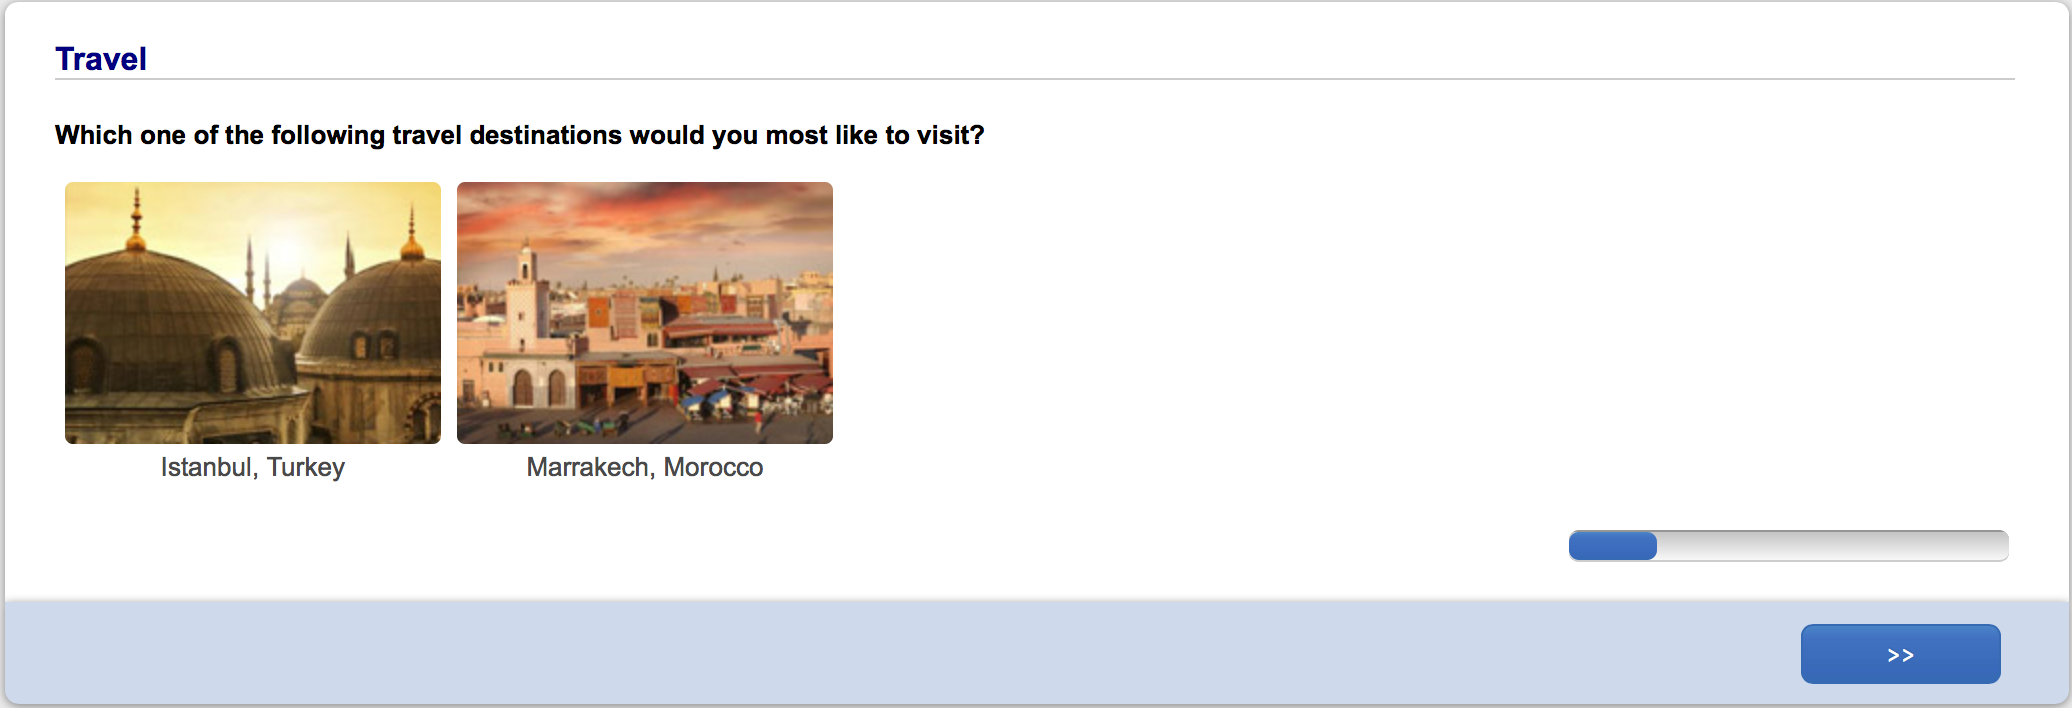 Travel
Which one of the following travel destinations would you most like to visit?
Istanbul, Turkey
Marrakech, Morocco
>>